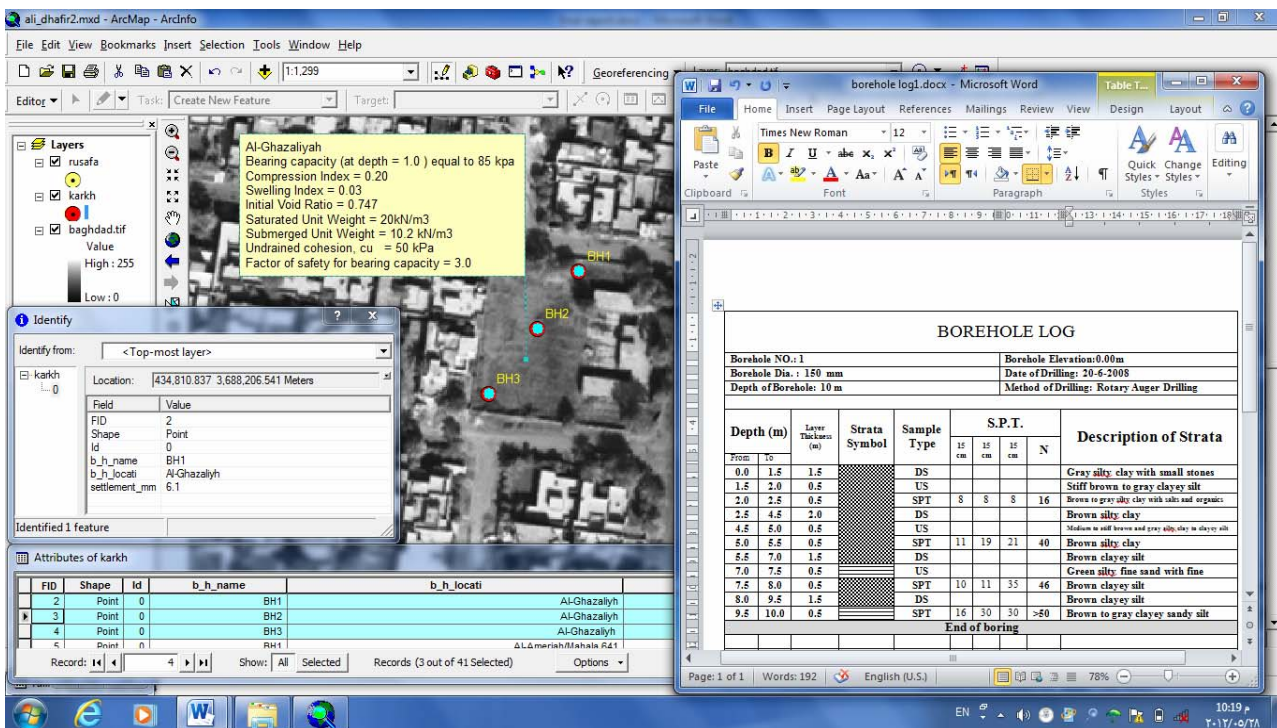 ali_dhafir2.mxd - ArcMap - ArcInfo
File Edit View Bookmarks Insert Selection Tools Window Help
1:1,299
Georeferencing
Editor
Task: Create New Feature
Target:
Layers
rusafa
karkh
baghdad.tif
Value
High : 255
Low : 0
Al-Ghazaliyah
Bearing capacity (at depth = 1.0 ) equal to 85 kpa
Compression Index = 0.20
Swelling Index = 0.03
Initial Void Ratio = 0.747
Saturated Unit Weight = 20kN/m3
Submerged Unit Weight = 10.2 kN/m3
Undrained cohesion, cu = 50 kPa
Factor of safety for bearing capacity = 3.0
BH1
BH2
BH3
Identify
Identify from: <Top-most layer>
karkh
0
Location: 434,810.837 3,688,206.541 Meters
Field Value
FID 2
Shape Point
Id 0
b_h_name BH1
b_h_locati Al-Ghazaliyh
settlement_mm 6.1
Identified 1 feature
Attributes of karkh
FID Shape Id b_h_name b_h_locati
2 Point 0 BH1 Al-Ghazaliyh
3 Point 0 BH2 Al-Ghazaliyh
4 Point 0 BH3 Al-Ghazaliyh
5 Point 0 BH1 Al-Ameriah/Mahala 641
Record: 4 Show: All Selected Records (3 out of 41 Selected) Options
borehole log1.docx - Microsoft Word
Table T...
File Home Insert Page Layout References Mailings Review View Design Layout
Times New Roman 12
Paste
Quick Styles
Change Styles
Editing
Clipboard Font Paragraph Styles
BOREHOLE LOG
Borehole NO.: 1 Borehole Elevation:0.00m
Borehole Dia. : 150 mm Date of Drilling: 20-6-2008
Depth of Borehole: 10 m Method of Drilling: Rotary Auger Drilling
Depth (m) Layer Thickness (m) Strata Symbol Sample Type S.P.T. Description of Strata
From To 15 cm 15 cm 15 cm N
0.0 1.5 1.5 DS Gray silty clay with small stones
1.5 2.0 0.5 US Stiff brown to gray clayey silt
2.0 2.5 0.5 SPT 8 8 8 16 Brown to gray silty clay with salts and organics
2.5 4.5 2.0 DS Brown silty clay
4.5 5.0 0.5 US Medium to stiff brown and gray silty clay to clayey silt
5.0 5.5 0.5 SPT 11 19 21 40 Brown silty clay
5.5 7.0 1.5 DS Brown clayey silt
7.0 7.5 0.5 US Green silty fine sand with fine
7.5 8.0 0.5 SPT 10 11 35 46 Brown clayey silt
8.0 9.5 1.5 DS Brown clayey silt
9.5 10.0 0.5 SPT 16 30 30 >50 Brown to gray clayey sandy silt
End of boring
Page: 1 of 1 Words: 192 English (U.S.) 78%
EN
10:19 م
٢٠١٢/٠٥/٢٨